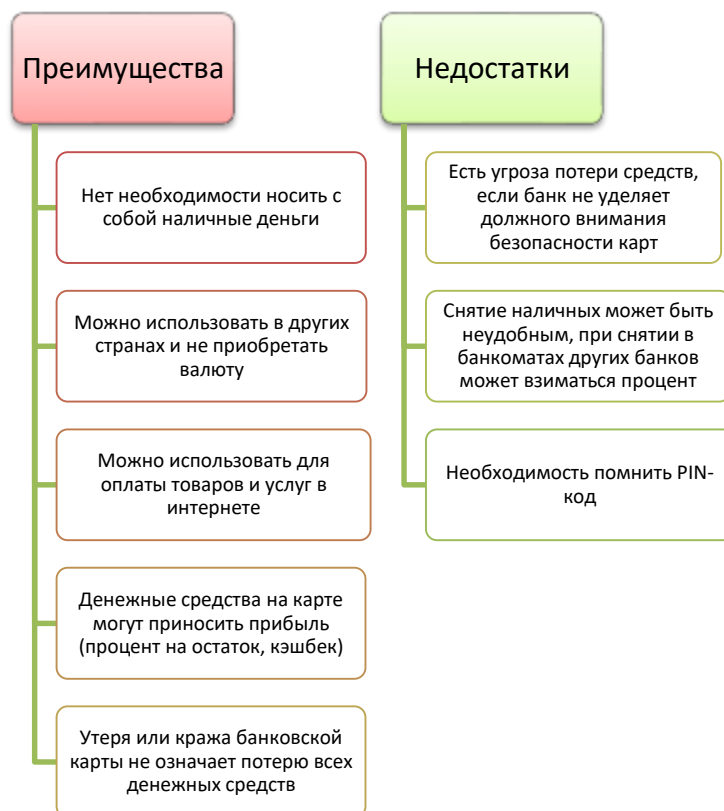 Преимущества
Нет необходимости носить с
собой наличные деньги
Можно использовать в других
странах и не приобретать
валюту
Можно использовать для
оплаты товаров и услуг в
интернете
Денежные средства на карте
могут приносить прибыль
(процент на остаток, кэшбек)
Утеря или кража банковской
карты не означает потерю всех
денежных средств
Недостатки
Есть угроза потери средств,
если банк не уделяет
должного внимания
безопасности карт
Снятие наличных может быть
неудобным, при снятии в
банкоматах других банков
может взиматься процент
Необходимость помнить PIN-
код